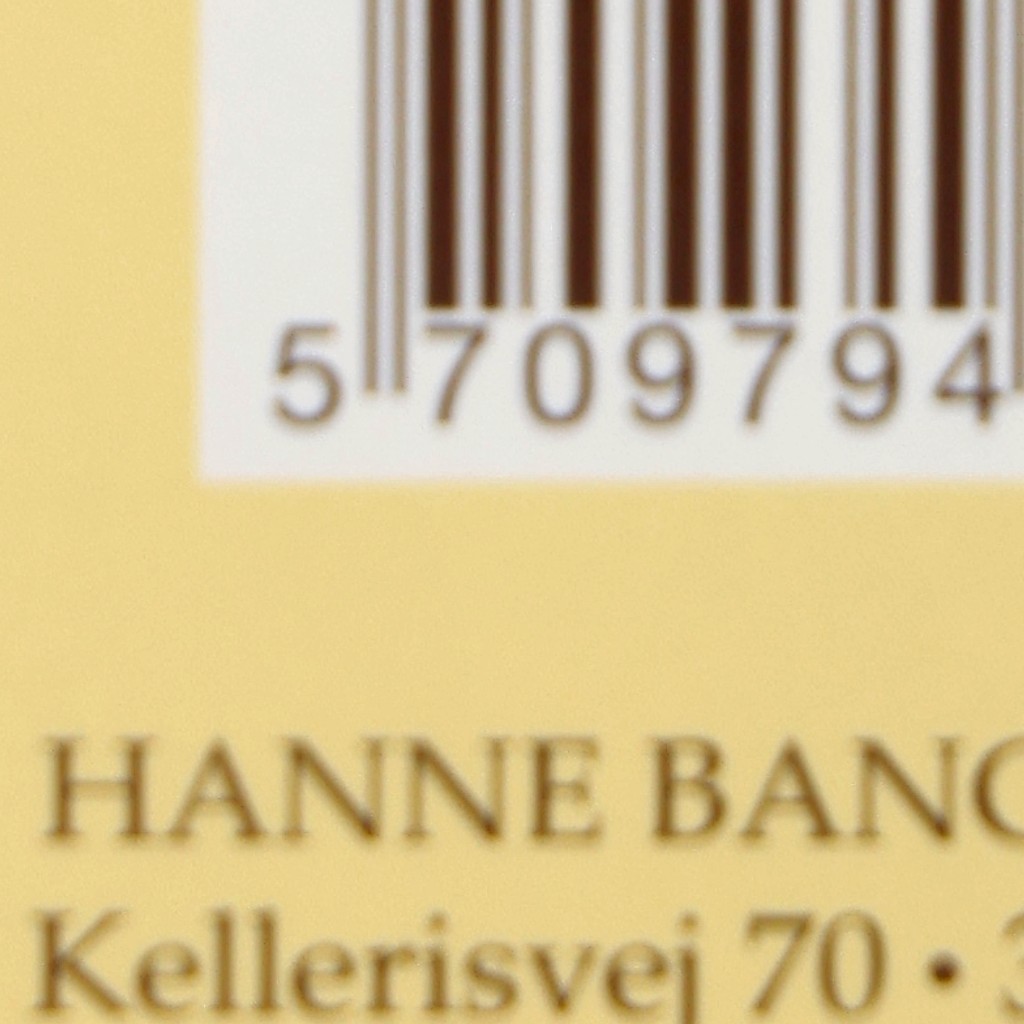 5 709794
HANNE BANG
Kellerisvej 70 •